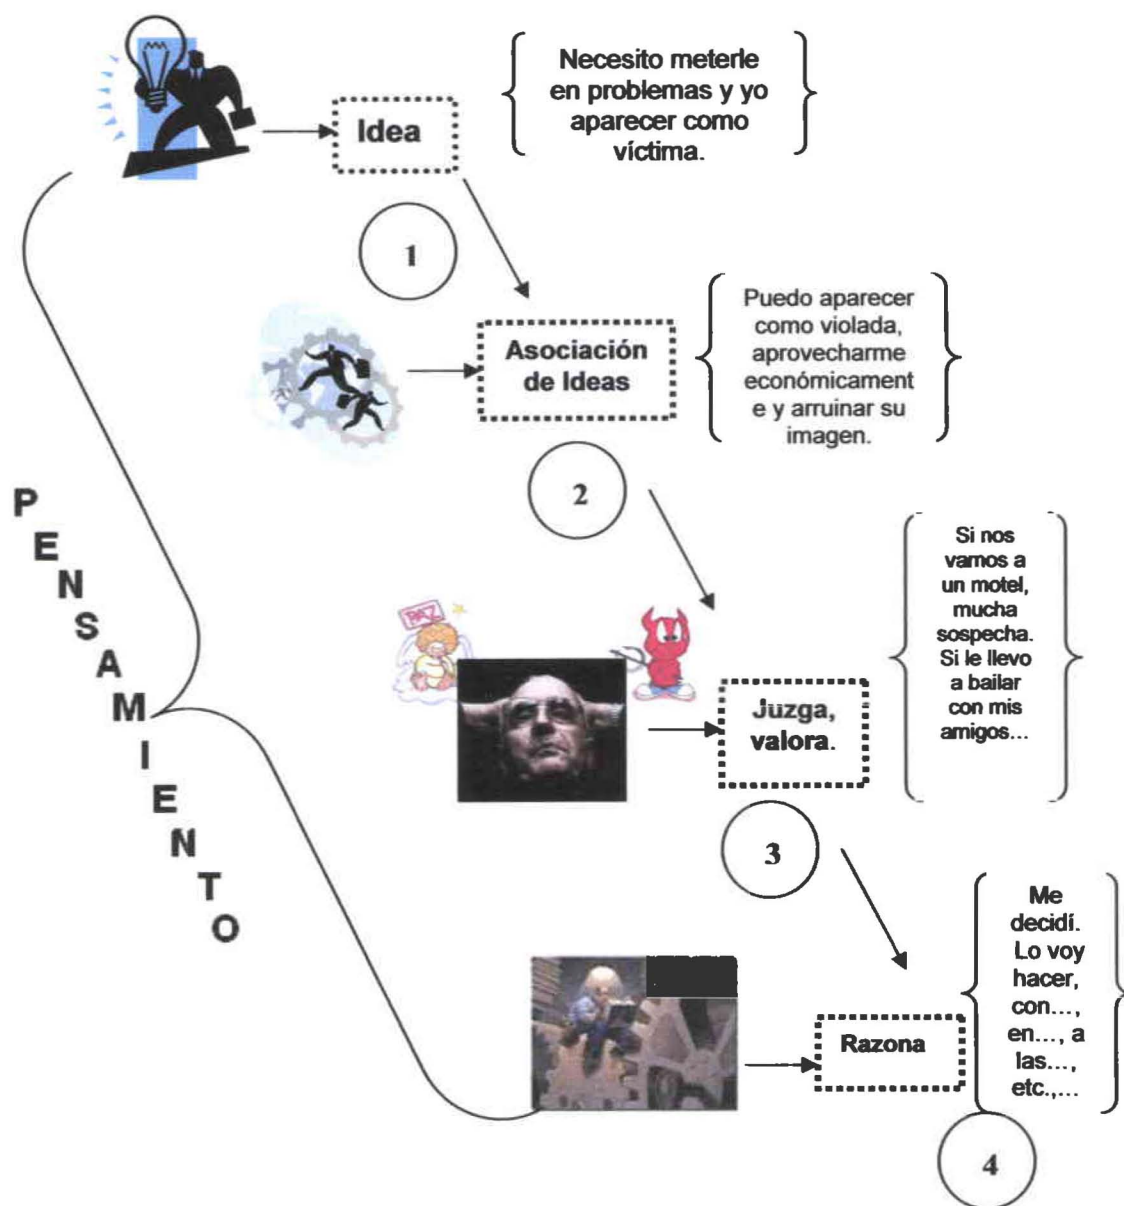 Necesito meterle
en problemas y yo
aparecer como
víctima.
Idea
1
Puedo aparecer
como violada,
aprovecharme
económicament
e y arruinar su
imagen.
Asociación
de Ideas
2
PENSAMIENTO
Si nos
vamos a
un motel,
mucha
sospecha.
Si le llevo
a bailar
con mis
amigos...
PAZ
Juzga,
valora.
3
Me
decidí.
Lo voy
hacer,
con...,
en..., a
las...,
etc.,...
Razona
4